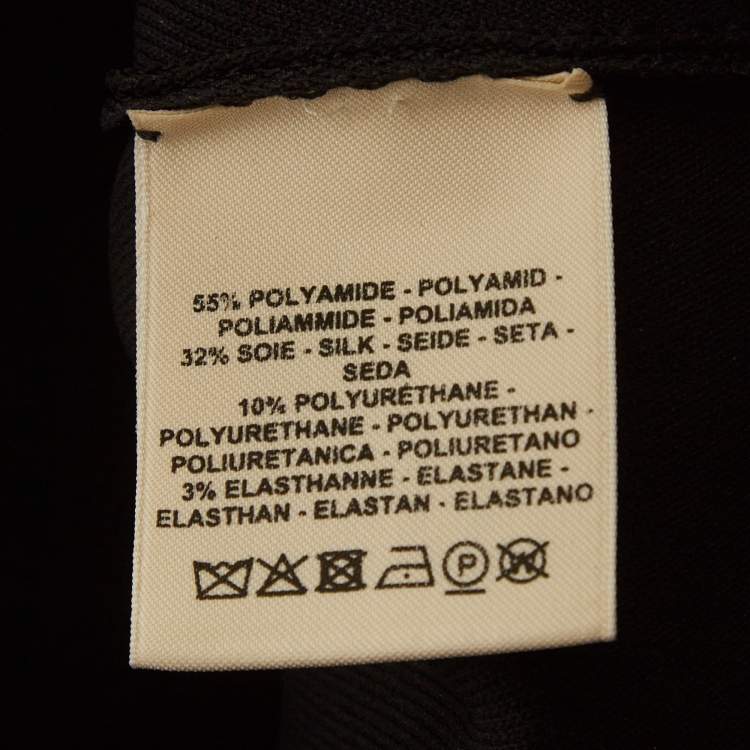 55% POLYAMIDE - POLYAMID -
POLIAMMIDE - POLIAMIDA
32% SOIE - SILK - SEIDE - SETA -
SEDA
10% POLYURÉTHANE -
POLYURETHANE - POLYURETHAN -
POLIURETANICA - POLIURETANO
3% ELASTHANNE - ELASTANE -
ELASTHAN - ELASTAN - ELASTANO
P W